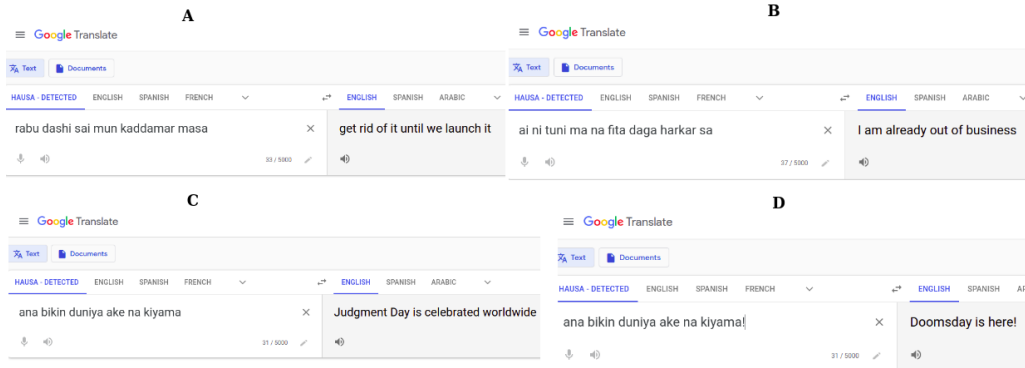 A
Google Translate
Text Documents
HAUSA - DETECTED ENGLISH SPANISH FRENCH ENGLISH SPANISH ARABIC
rabu dashi sai mun kaddamar masa get rid of it until we launch it
33 / 5000
B
Google Translate
Text Documents
HAUSA - DETECTED ENGLISH SPANISH FRENCH ENGLISH SPANISH ARABIC
ai ni tuni ma na fita daga harkar sa I am already out of business
37 / 5000
C
Google Translate
Text Documents
HAUSA - DETECTED ENGLISH SPANISH FRENCH ENGLISH SPANISH ARABIC
ana bikin duniya ake na kiyama Judgment Day is celebrated worldwide
31 / 5000
D
Google Translate
Text Documents
HAUSA - DETECTED ENGLISH SPANISH FRENCH ENGLISH SPANISH
ana bikin duniya ake na kiyama! Doomsday is here!
31 / 5000